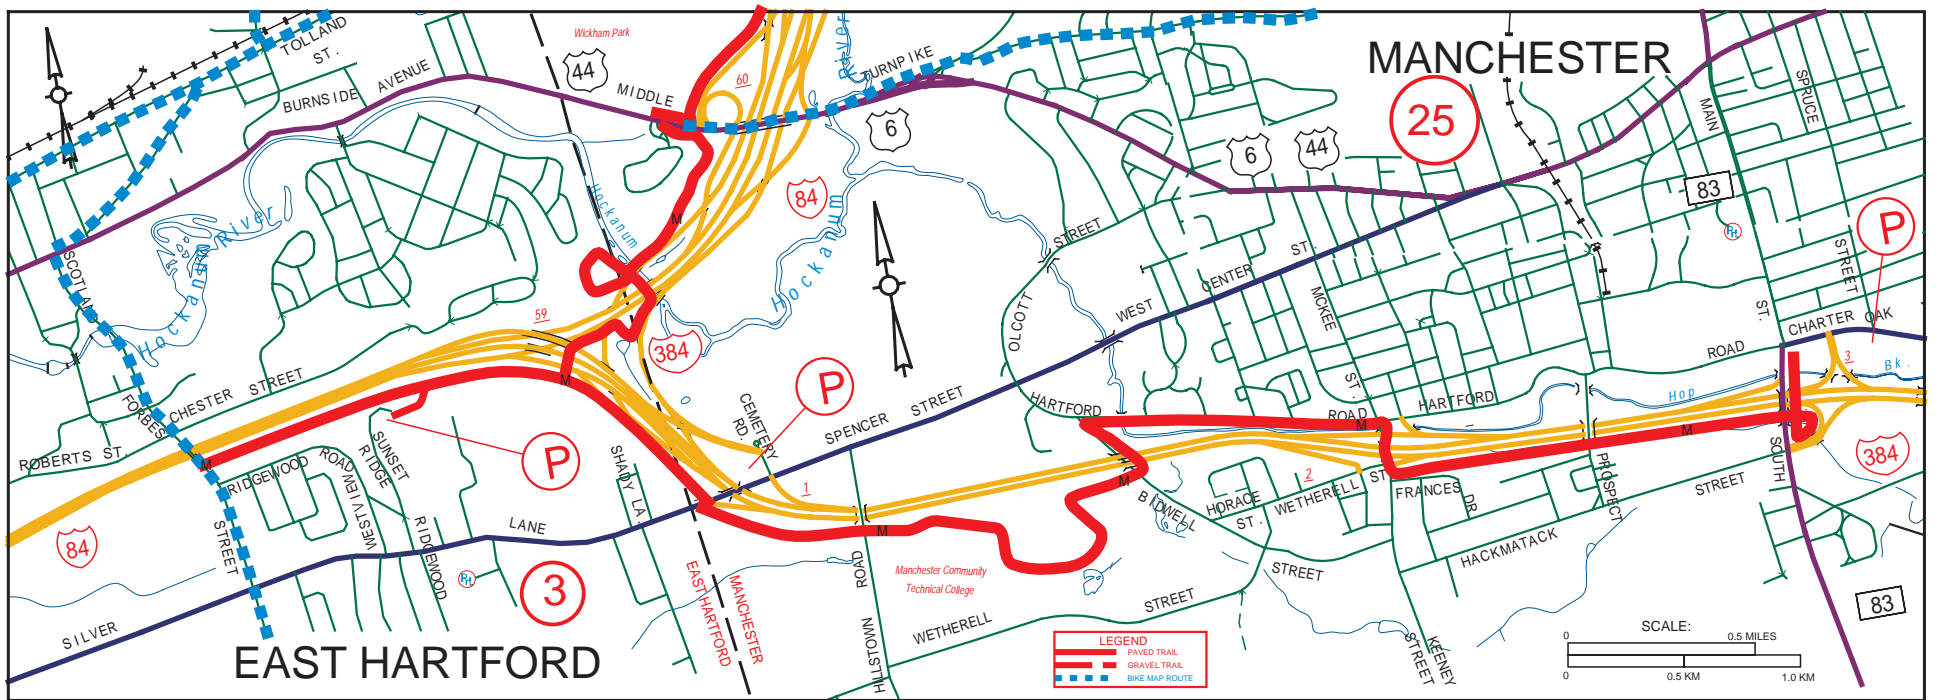 TOLLAND
ST.
BURNSIDE
AVENUE
Wickham Park
44
MIDDLE
60
River
TURNPIKE
6
MANCHESTER
25
6
44
MAIN
SPRUCE
STREET
83
PH
P
84
Hockanum
Hockanum
Hockanum
River
SCOTLAND
STREET
OLCOTT
WEST
CENTER
ST.
MCKEE
ST.
ST.
CHARTER OAK
ROAD
3
Bk.
Hop
59
384
P
CHESTER
STREET
FORBES
STREET
ROBERTS ST.
M
M
M
M
M
M
M
RIDGEWOOD
ROAD
WESTVIEW
SUNSET
RIDGE
RIDGEWOOD
P
SHADY LA.
CEMETERY
RD.
SPENCER
STREET
HARTFORD
ROAD
HARTFORD
1
2
HORACE
ST.
WETHERELL
ST.
FRANCES
DR
PROSPECT
STREET
SOUTH
384
BIDWELL
STREET
HACKMATACK
84
LANE
SILVER
PH
3
EAST HARTFORD
EAST HARTFORD
MANCHESTER
ROAD
HILLSTOWN
Manchester Community
Technical College
WETHERELL
STREET
KEENEY
STREET
83
LEGEND
PAVED TRAIL
GRAVEL TRAIL
BIKE MAP ROUTE
SCALE:
0
0.5 MILES
0
0.5 KM
1.0 KM